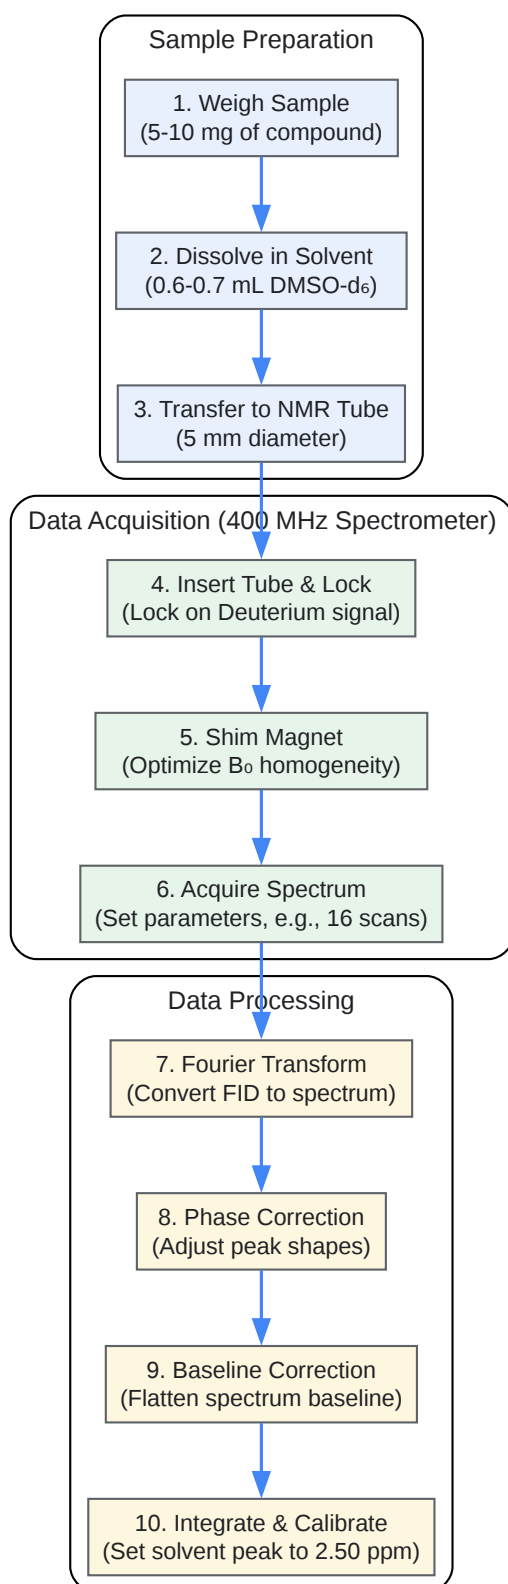 Sample Preparation
1. Weigh Sample
(5-10 mg of compound)
2. Dissolve in Solvent
(0.6-0.7 mL DMSO-d₆)
3. Transfer to NMR Tube
(5 mm diameter)
Data Acquisition (400 MHz Spectrometer)
4. Insert Tube & Lock
(Lock on Deuterium signal)
5. Shim Magnet
(Optimize B₀ homogeneity)
6. Acquire Spectrum
(Set parameters, e.g., 16 scans)
Data Processing
7. Fourier Transform
(Convert FID to spectrum)
8. Phase Correction
(Adjust peak shapes)
9. Baseline Correction
(Flatten spectrum baseline)
10. Integrate & Calibrate
(Set solvent peak to 2.50 ppm)